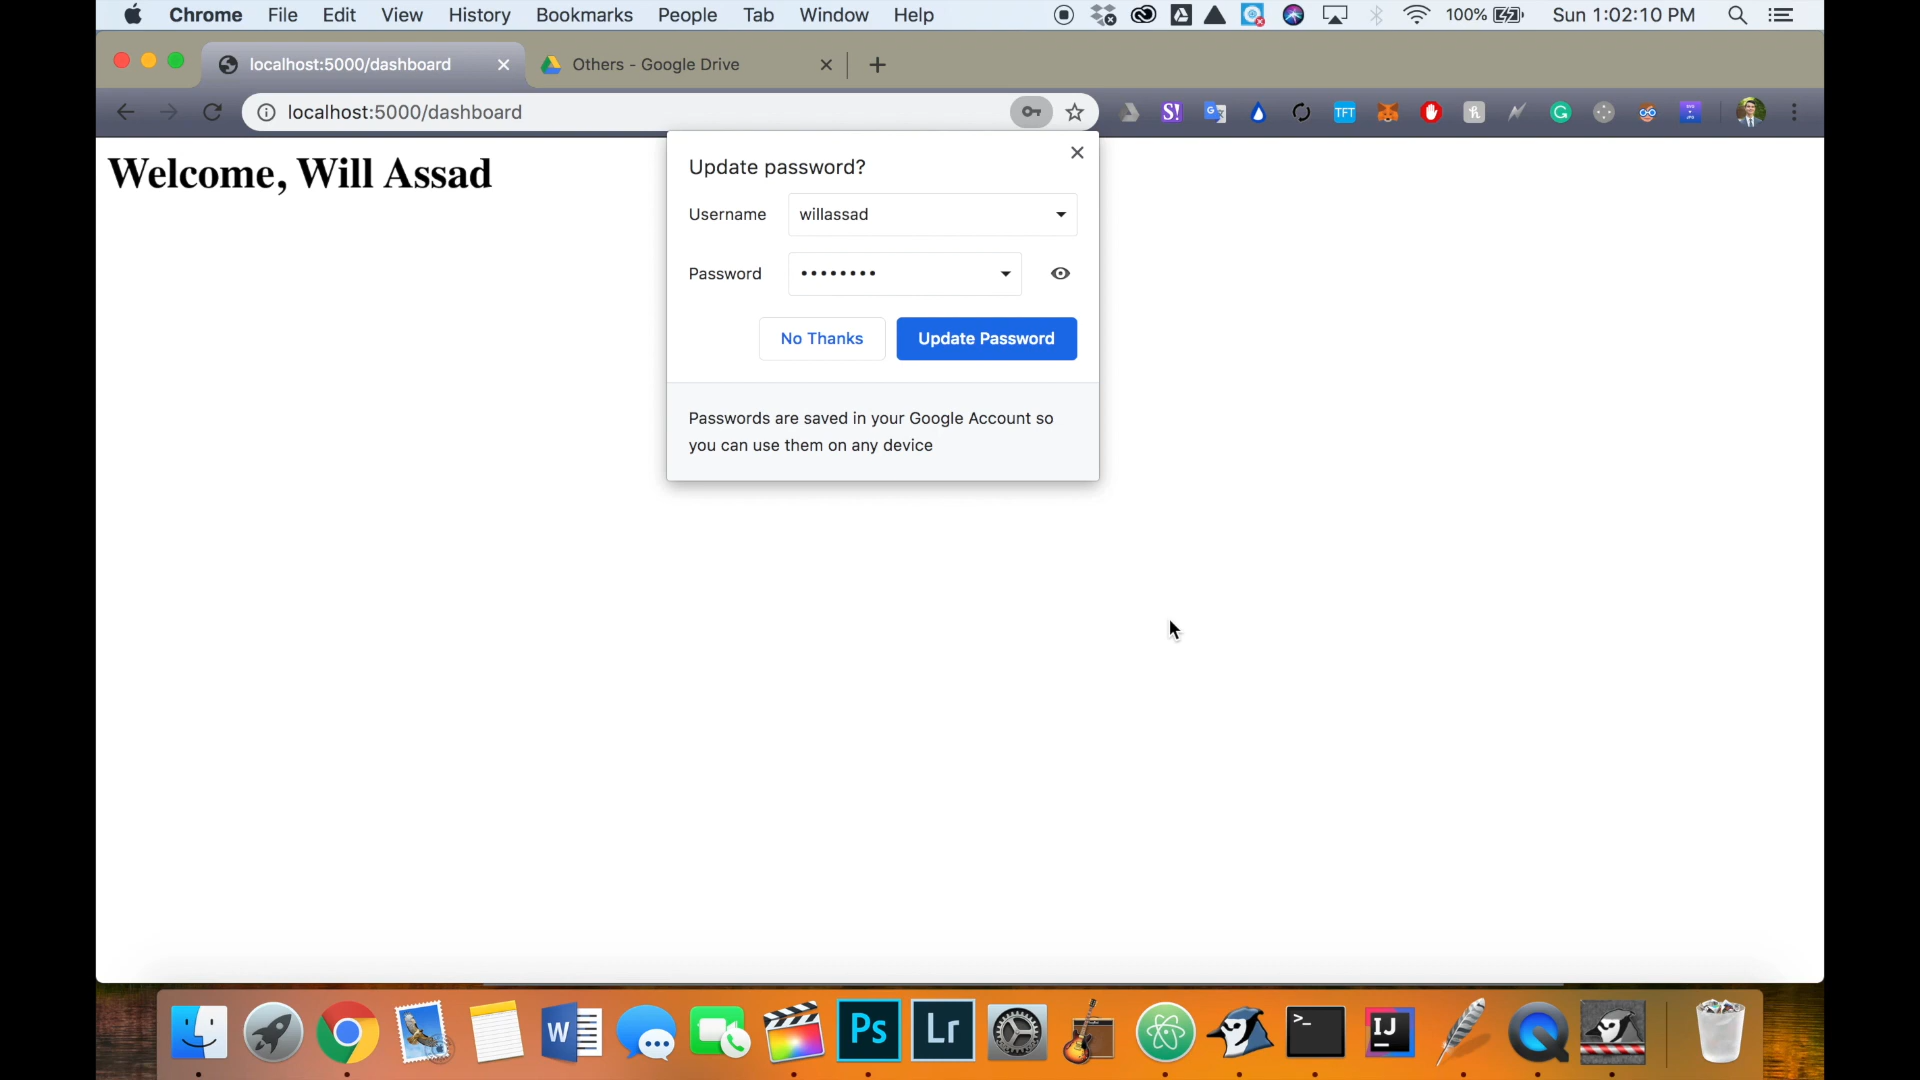 Chrome File Edit View History Bookmarks People Tab Window Help 100% Sun 1:02:10 PM
localhost:5000/dashboard Others - Google Drive
localhost:5000/dashboard S! G TFT h G
Welcome, Will Assad
Update password?
Username willassad
Password ••••••••
No Thanks Update Password
Passwords are saved in your Google Account so
you can use them on any device
W Ps Lr >_ IJ